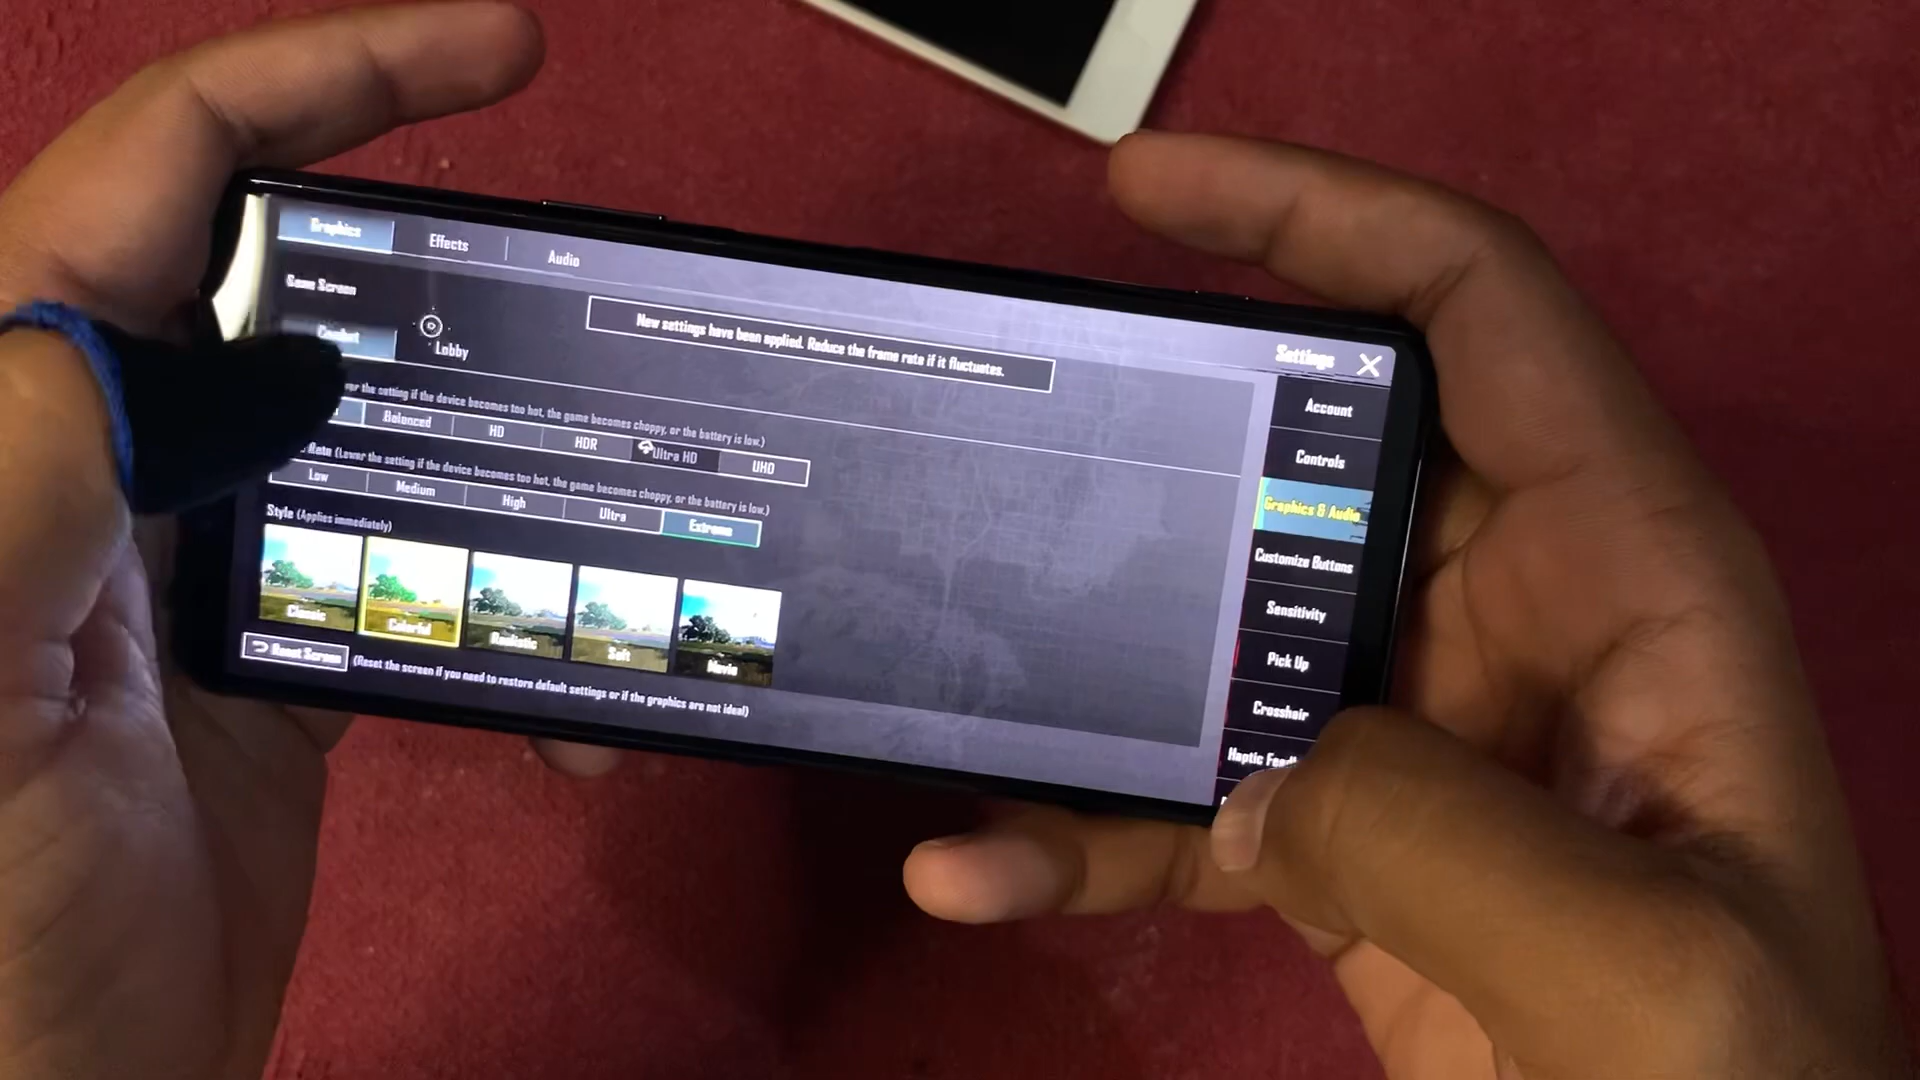 Graphics
Effects
Audio
Game Screen
Combat
Lobby
New settings have been applied. Reduce the frame rate if it fluctuates.
Settings
the setting if the device becomes too hot, the game becomes choppy, or the battery is low.)
Balanced
HD
HDR
Ultra HD
UHD
Rate (Lower the setting if the device becomes too hot, the game becomes choppy, or the battery is low.)
Low
Medium
High
Ultra
Extreme
Style (Applies immediately)
Classic
Colorful
Realistic
Soft
Movie
Reset Screen
(Reset the screen if you need to restore default settings or if the graphics are not ideal)
Account
Controls
Graphics & Audio
Customize Buttons
Sensitivity
Pick Up
Crosshair
Haptic